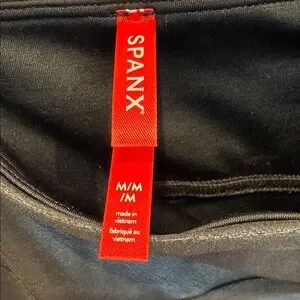 SPANX®
M/M
/M
made in
vietnam
fabriqué au
vietnam